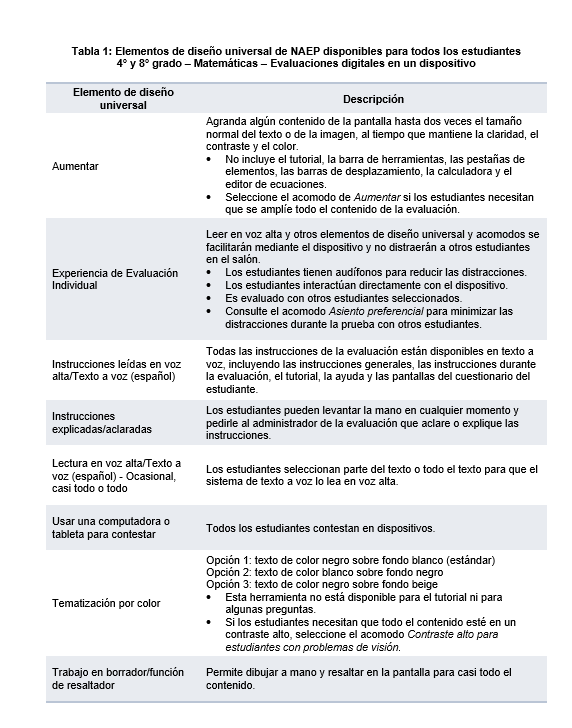 Tabla 1: Elementos de diseño universal de NAEP disponibles para todos los estudiantes
4º y 8º grado – Matemáticas – Evaluaciones digitales en un dispositivo
Elemento de diseño
universal
Descripción
Aumentar
Agranda algún contenido de la pantalla hasta dos veces el tamaño
normal del texto o de la imagen, al tiempo que mantiene la claridad, el
contraste y el color.
• No incluye el tutorial, la barra de herramientas, las pestañas de
elementos, las barras de desplazamiento, la calculadora y el
editor de ecuaciones.
• Seleccione el acomodo de Aumentar si los estudiantes necesitan
que se amplíe todo el contenido de la evaluación.
Experiencia de Evaluación
Individual
Leer en voz alta y otros elementos de diseño universal y acomodos se
facilitarán mediante el dispositivo y no distraerán a otros estudiantes
en el salón.
• Los estudiantes tienen audífonos para reducir las distracciones.
• Los estudiantes interactúan directamente con el dispositivo.
• Es evaluado con otros estudiantes seleccionados.
• Consulte el acomodo Asiento preferencial para minimizar las
distracciones durante la prueba con otros estudiantes.
Instrucciones leídas en voz
alta/Texto a voz (español)
Todas las instrucciones de la evaluación están disponibles en texto a
voz, incluyendo las instrucciones generales, las instrucciones durante
la evaluación, el tutorial, la ayuda y las pantallas del cuestionario del
estudiante.
Instrucciones
explicadas/aclaradas
Los estudiantes pueden levantar la mano en cualquier momento y
pedirle al administrador de la evaluación que aclare o explique las
instrucciones.
Lectura en voz alta/Texto a
voz (español) - Ocasional,
casi todo o todo
Los estudiantes seleccionan parte del texto o todo el texto para que el
sistema de texto a voz lo lea en voz alta.
Usar una computadora o
tableta para contestar
Todos los estudiantes contestan en dispositivos.
Tematización por color
Opción 1: texto de color negro sobre fondo blanco (estándar)
Opción 2: texto de color blanco sobre fondo negro
Opción 3: texto de color negro sobre fondo beige
• Esta herramienta no está disponible para el tutorial ni para
algunas preguntas.
• Si los estudiantes necesitan que todo el contenido esté en un
contraste alto, seleccione el acomodo Contraste alto para
estudiantes con problemas de visión.
Trabajo en borrador/función
de resaltador
Permite dibujar a mano y resaltar en la pantalla para casi todo el
contenido.